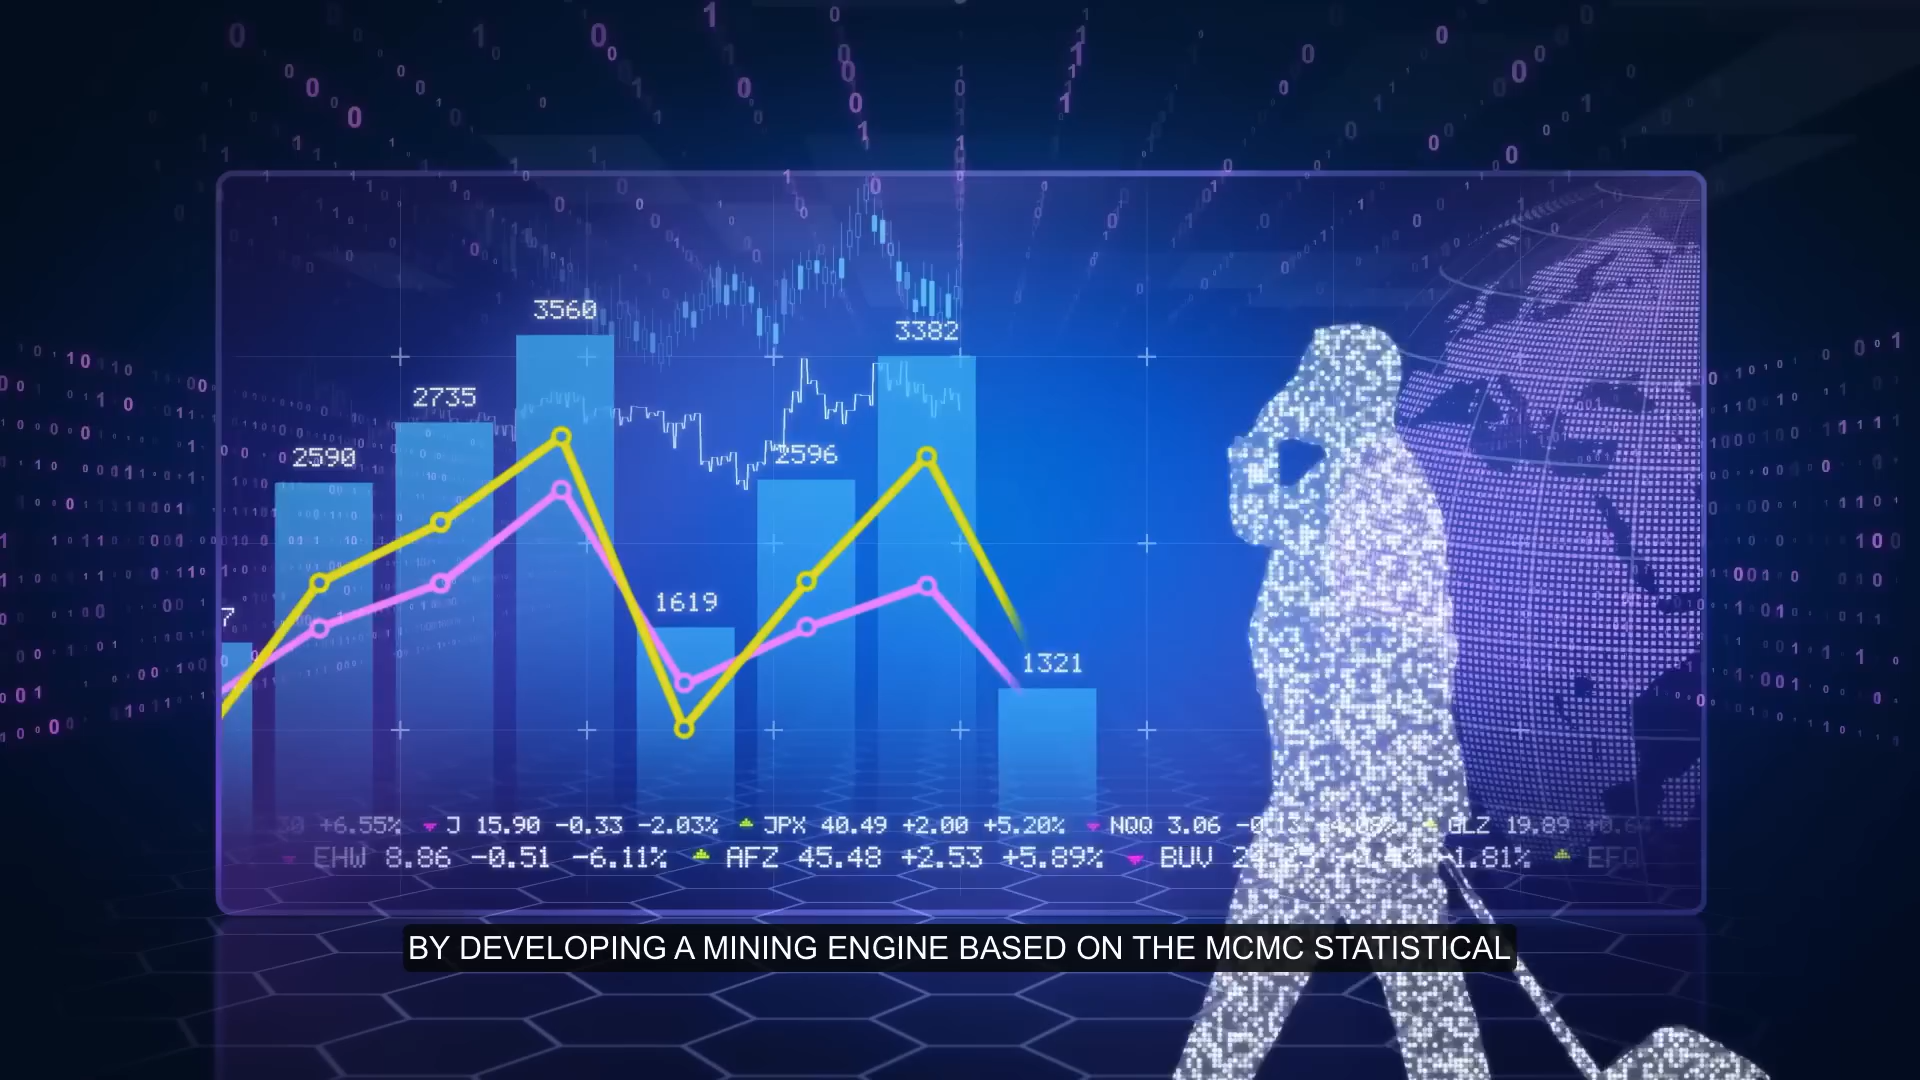 3560
3382
2735
2590
2596
7
1619
1321
+6.55% J 15.90 -0.33 -2.03% JPX 40.49 +2.00 +5.20% NQQ 3.06 GLZ 19.89
EHW 8.86 -0.51 -6.11% AFZ 45.48 +2.53 +5.89% BUV -1.81%
BY DEVELOPING A MINING ENGINE BASED ON THE MCMC STATISTICAL